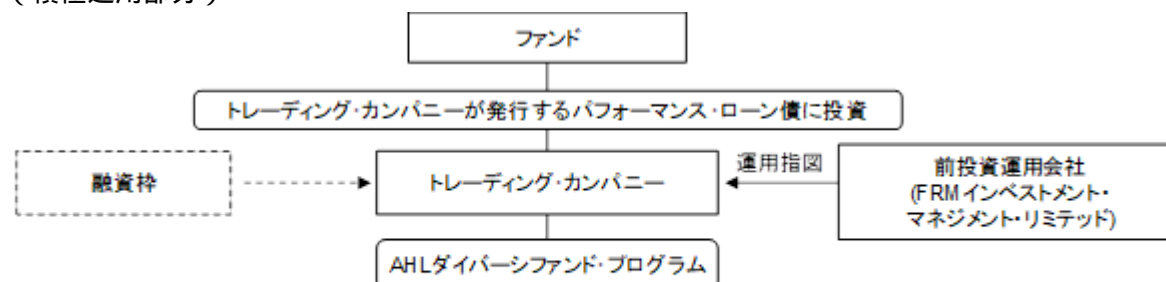 ファンド
トレーディング・カンパニーが発行するパフォーマンス・ローン債に投資
融資枠
トレーディング・カンパニー
運用指図
前投資運用会社
(FRMインベストメント・
マネジメント・リミテッド)
AHLダイバーシファンド・プログラム